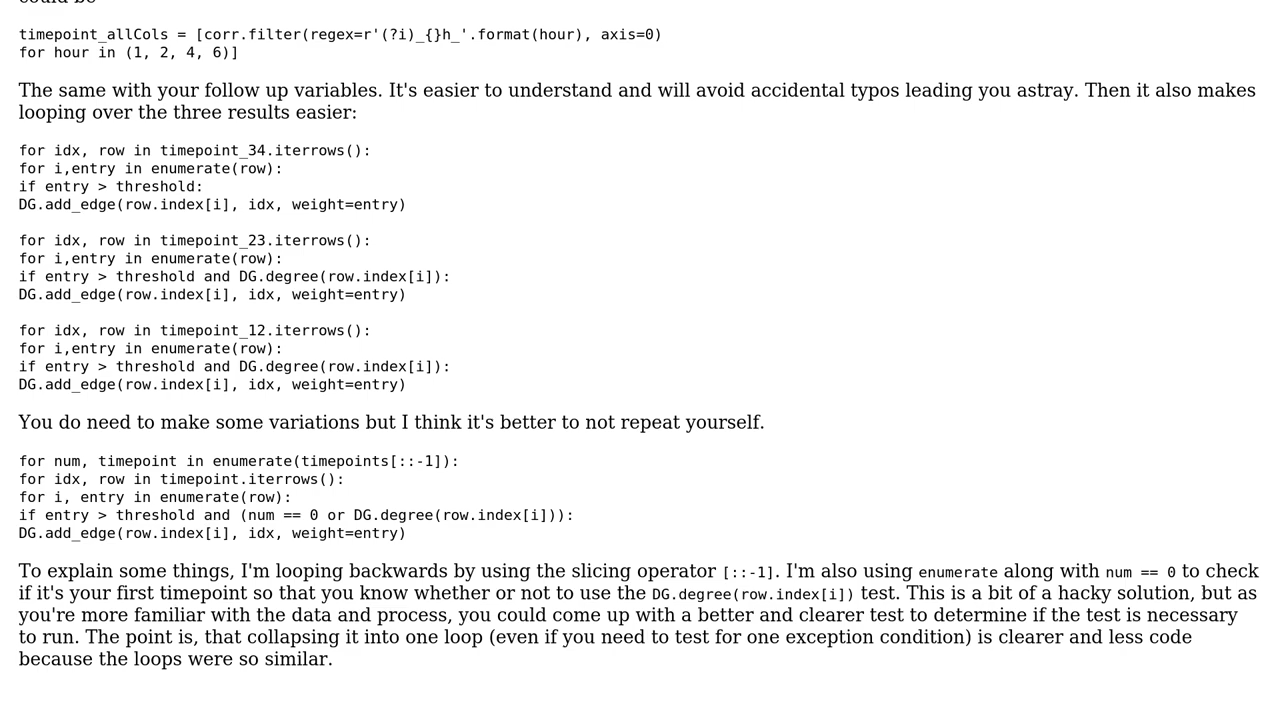 could be
timepoint_allCols = [corr.filter(regex=r'(?i)_{}h_'.format(hour), axis=0)
for hour in (1, 2, 4, 6)]
The same with your follow up variables. It's easier to understand and will avoid accidental typos leading you astray. Then it also makes
looping over the three results easier:
for idx, row in timepoint_34.iterrows():
for i,entry in enumerate(row):
if entry > threshold:
DG.add_edge(row.index[i], idx, weight=entry)
for idx, row in timepoint_23.iterrows():
for i,entry in enumerate(row):
if entry > threshold and DG.degree(row.index[i]):
DG.add_edge(row.index[i], idx, weight=entry)
for idx, row in timepoint_12.iterrows():
for i,entry in enumerate(row):
if entry > threshold and DG.degree(row.index[i]):
DG.add_edge(row.index[i], idx, weight=entry)
You do need to make some variations but I think it's better to not repeat yourself.
for num, timepoint in enumerate(timepoints[::-1]):
for idx, row in timepoint.iterrows():
for i, entry in enumerate(row):
if entry > threshold and (num == 0 or DG.degree(row.index[i])):
DG.add_edge(row.index[i], idx, weight=entry)
To explain some things, I'm looping backwards by using the slicing operator [::-1]. I'm also using enumerate along with num == 0 to check
if it's your first timepoint so that you know whether or not to use the DG.degree(row.index[i]) test. This is a bit of a hacky solution, but as
you're more familiar with the data and process, you could come up with a better and clearer test to determine if the test is necessary
to run. The point is, that collapsing it into one loop (even if you need to test for one exception condition) is clearer and less code
because the loops were so similar.